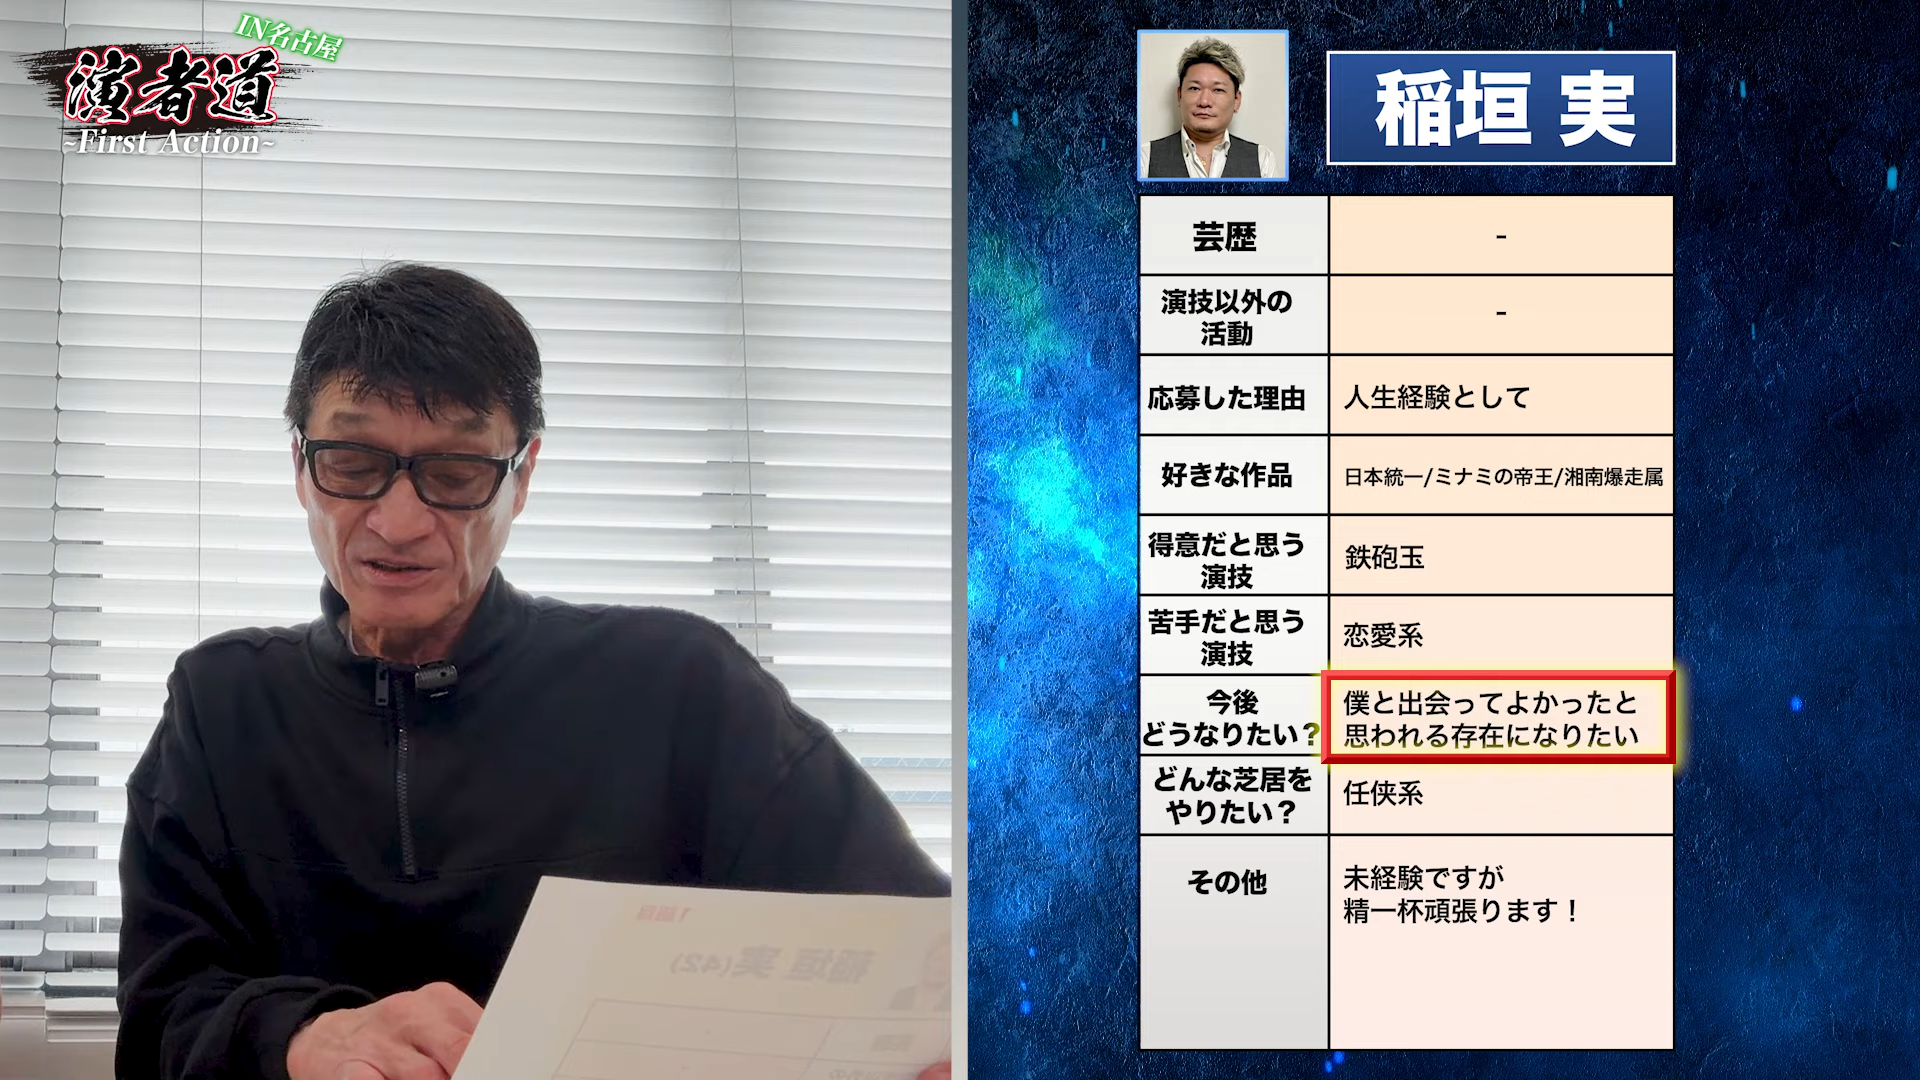 IN名古屋
演者道
~First Action~
稲垣 実
芸歴
-
演技以外の
活動
-
応募した理由
人生経験として
好きな作品
日本統一/ミナミの帝王/湘南爆走属
得意だと思う
演技
鉄砲玉
苦手だと思う
演技
恋愛系
今後
どうなりたい？
僕と出会ってよかったと
思われる存在になりたい
どんな芝居を
やりたい？
任侠系
その他
未経験ですが
精一杯頑張ります！
稲垣 実(42)